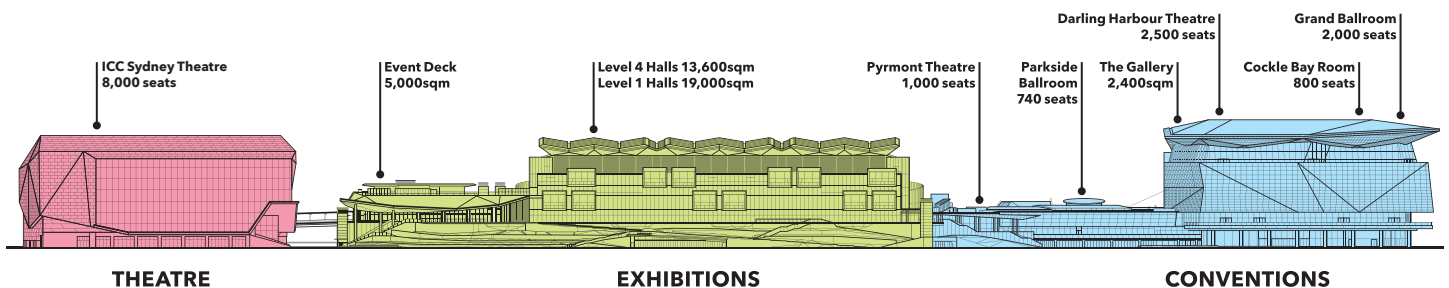 Darling Harbour Theatre
2,500 seats
Grand Ballroom
2,000 seats
ICC Sydney Theatre
8,000 seats
Event Deck
5,000sqm
Level 4 Halls 13,600sqm
Level 1 Halls 19,000sqm
Pyrmont Theatre
1,000 seats
Parkside
Ballroom
740 seats
The Gallery
2,400sqm
Cockle Bay Room
800 seats
THEATRE
EXHIBITIONS
CONVENTIONS